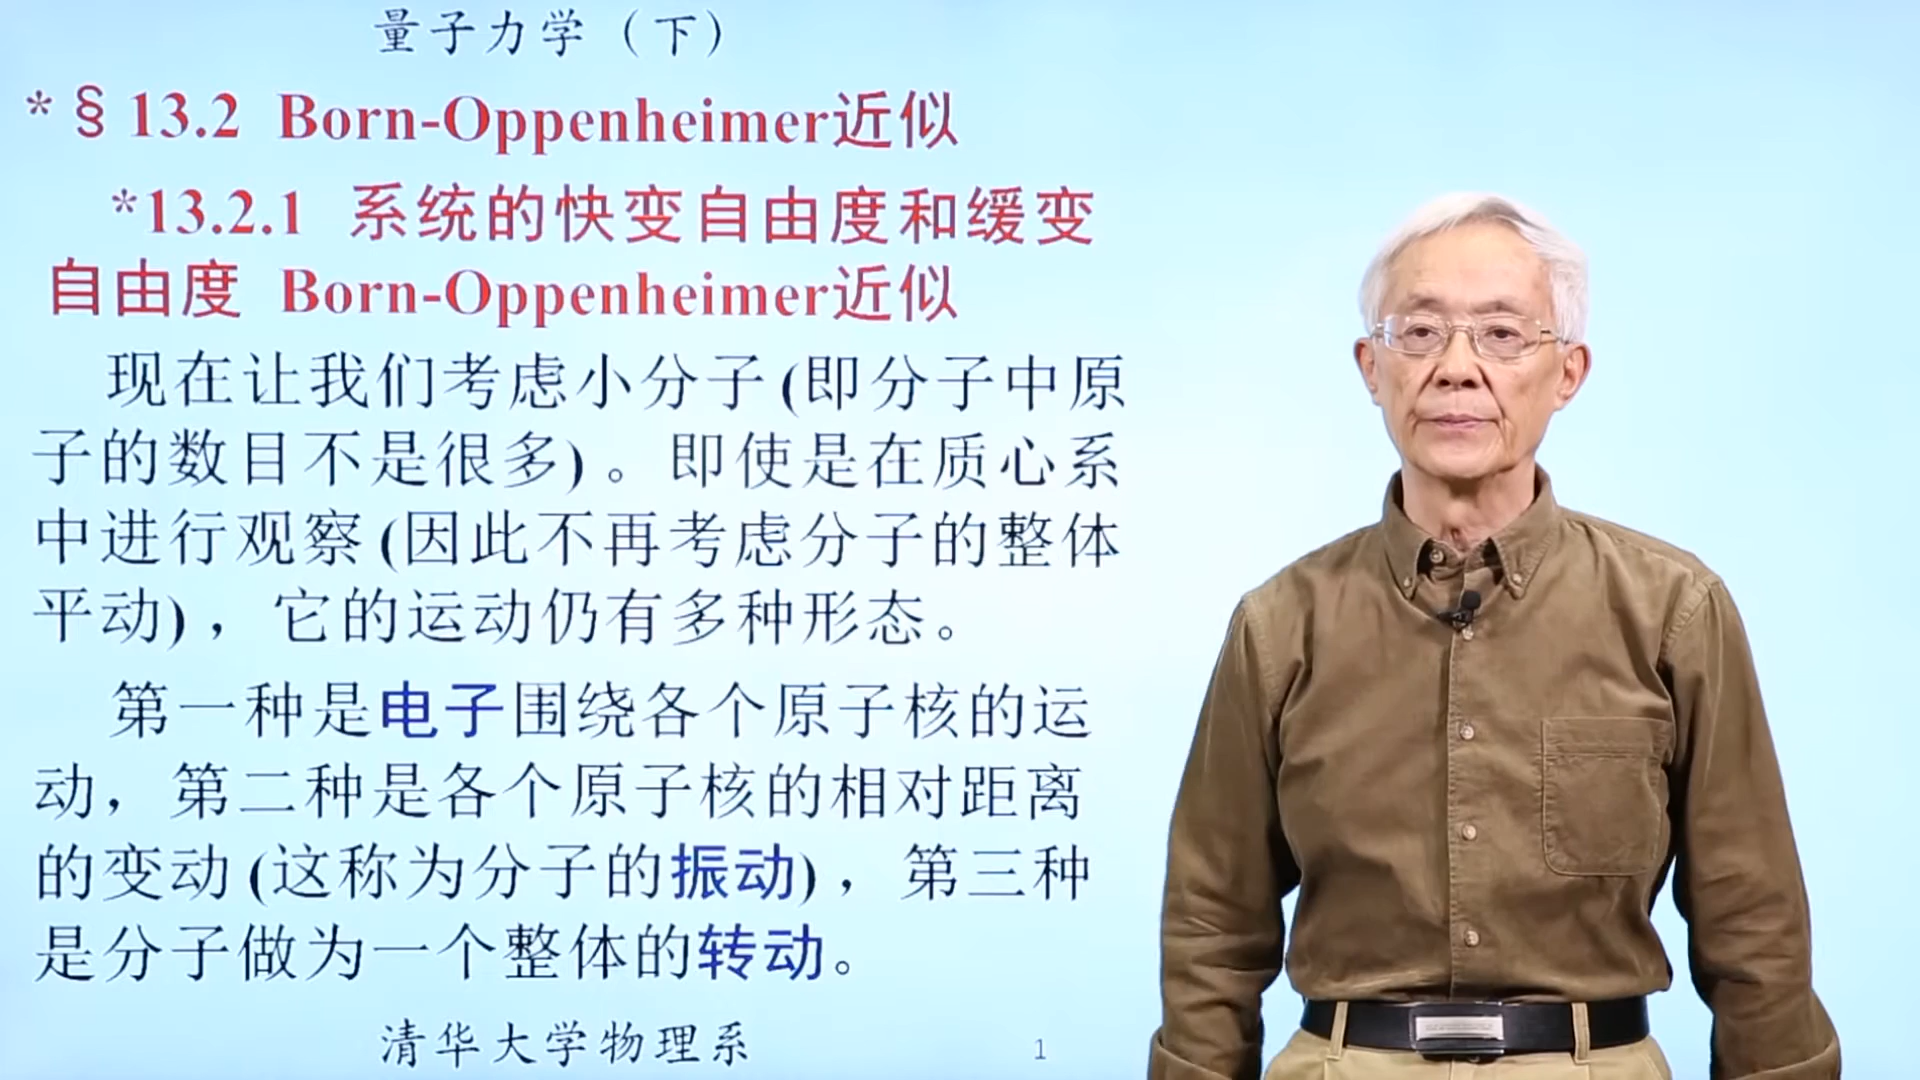 量子力学（下）
*§13.2 Born-Oppenheimer近似
*13.2.1 系统的快变自由度和缓变
自由度 Born-Oppenheimer近似
现在让我们考虑小分子(即分子中原
子的数目不是很多)。即使是在质心系
中进行观察(因此不再考虑分子的整体
平动)，它的运动仍有多种形态。
第一种是电子围绕各个原子核的运
动，第二种是各个原子核的相对距离
的变动(这称为分子的振动)，第三种
是分子做为一个整体的转动。
清华大学物理系
1